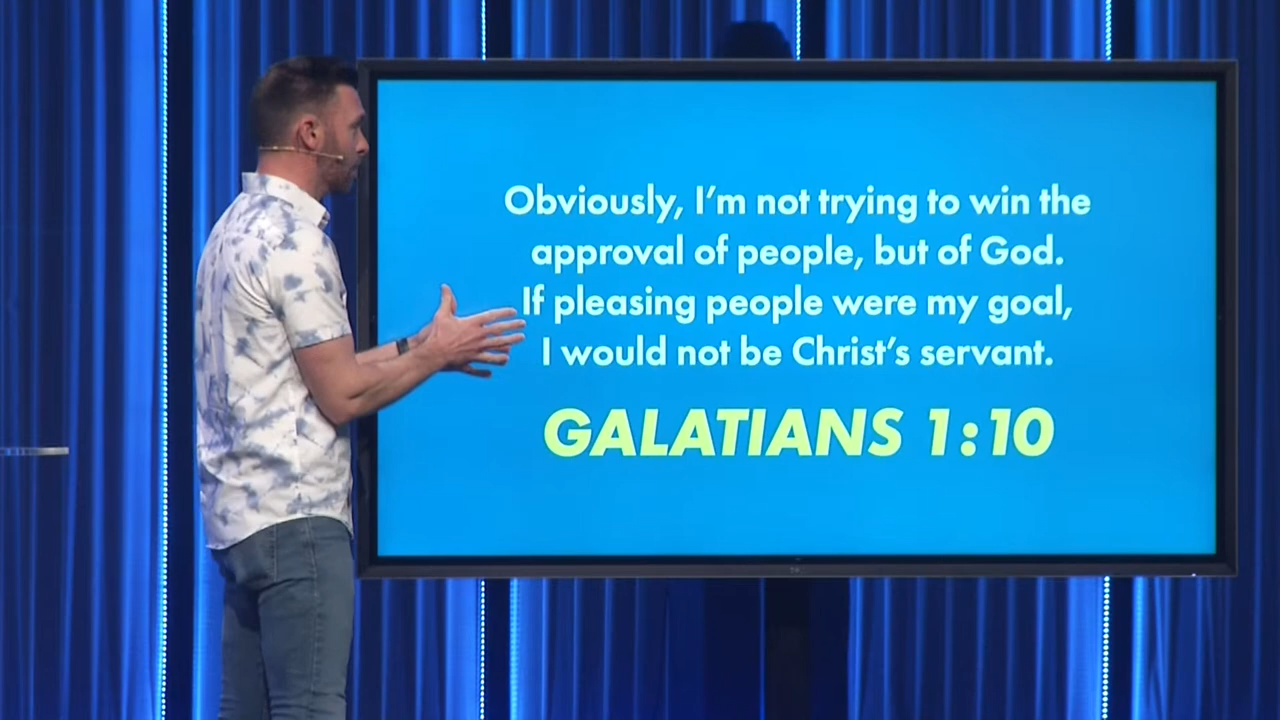 Obviously, I’m not trying to win the
approval of people, but of God.
If pleasing people were my goal,
I would not be Christ’s servant.
GALATIANS 1:10